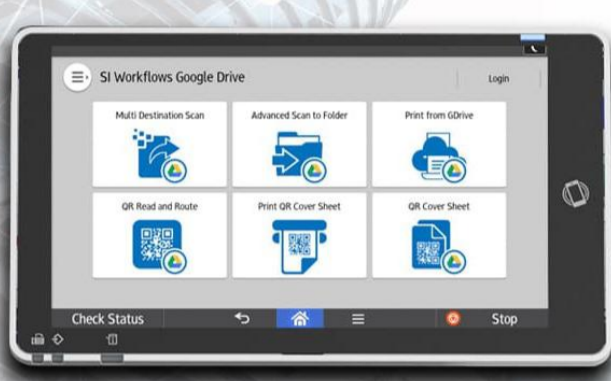 SI Workflows Google Drive
Login
Multi Destination Scan
Advanced Scan to Folder
Print from GDrive
QR Read and Route
Print QR Cover Sheet
QR Cover Sheet
Check Status
Stop